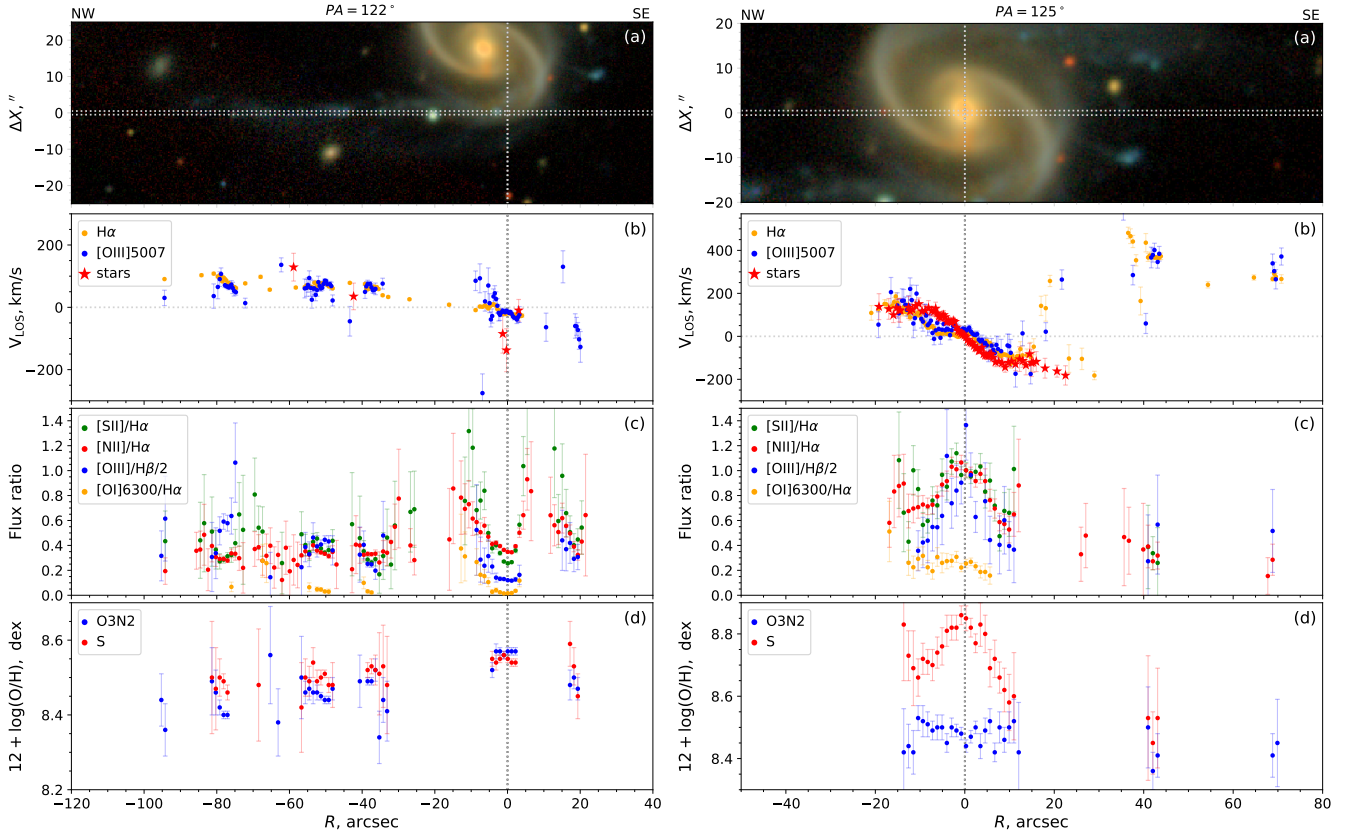 NW
PA = 122°
SE
(a)
20
10
0
−10
−20
ΔX, ″
Hα
[OIII]5007
stars
(b)
200
0
−200
V_LOS, km/s
[SII]/Hα
[NII]/Hα
[OIII]/Hβ/2
[OI]6300/Hα
(c)
1.4
1.2
1.0
0.8
0.6
0.4
0.2
0.0
Flux ratio
O3N2
S
(d)
8.6
8.4
8.2
12 + log(O/H), dex
−120 −100 −80 −60 −40 −20 0 20 40
R, arcsec
NW
PA = 125°
SE
(a)
20
10
0
−10
−20
ΔX, ″
Hα
[OIII]5007
stars
(b)
400
200
0
−200
V_LOS, km/s
[SII]/Hα
[NII]/Hα
[OIII]/Hβ/2
[OI]6300/Hα
(c)
1.4
1.2
1.0
0.8
0.6
0.4
0.2
0.0
Flux ratio
O3N2
S
(d)
8.8
8.6
8.4
12 + log(O/H), dex
−40 −20 0 20 40 60 80
R, arcsec